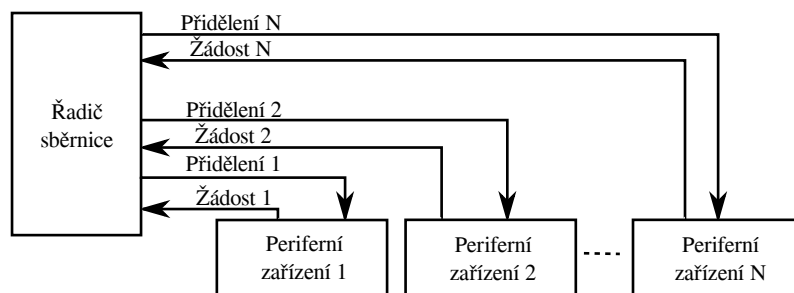 Přidělení N
Žádost N
Řadič
sběrnice
Přidělení 2
Žádost 2
Přidělení 1
Žádost 1
Periferní
zařízení 1
Periferní
zařízení 2
Periferní
zařízení N